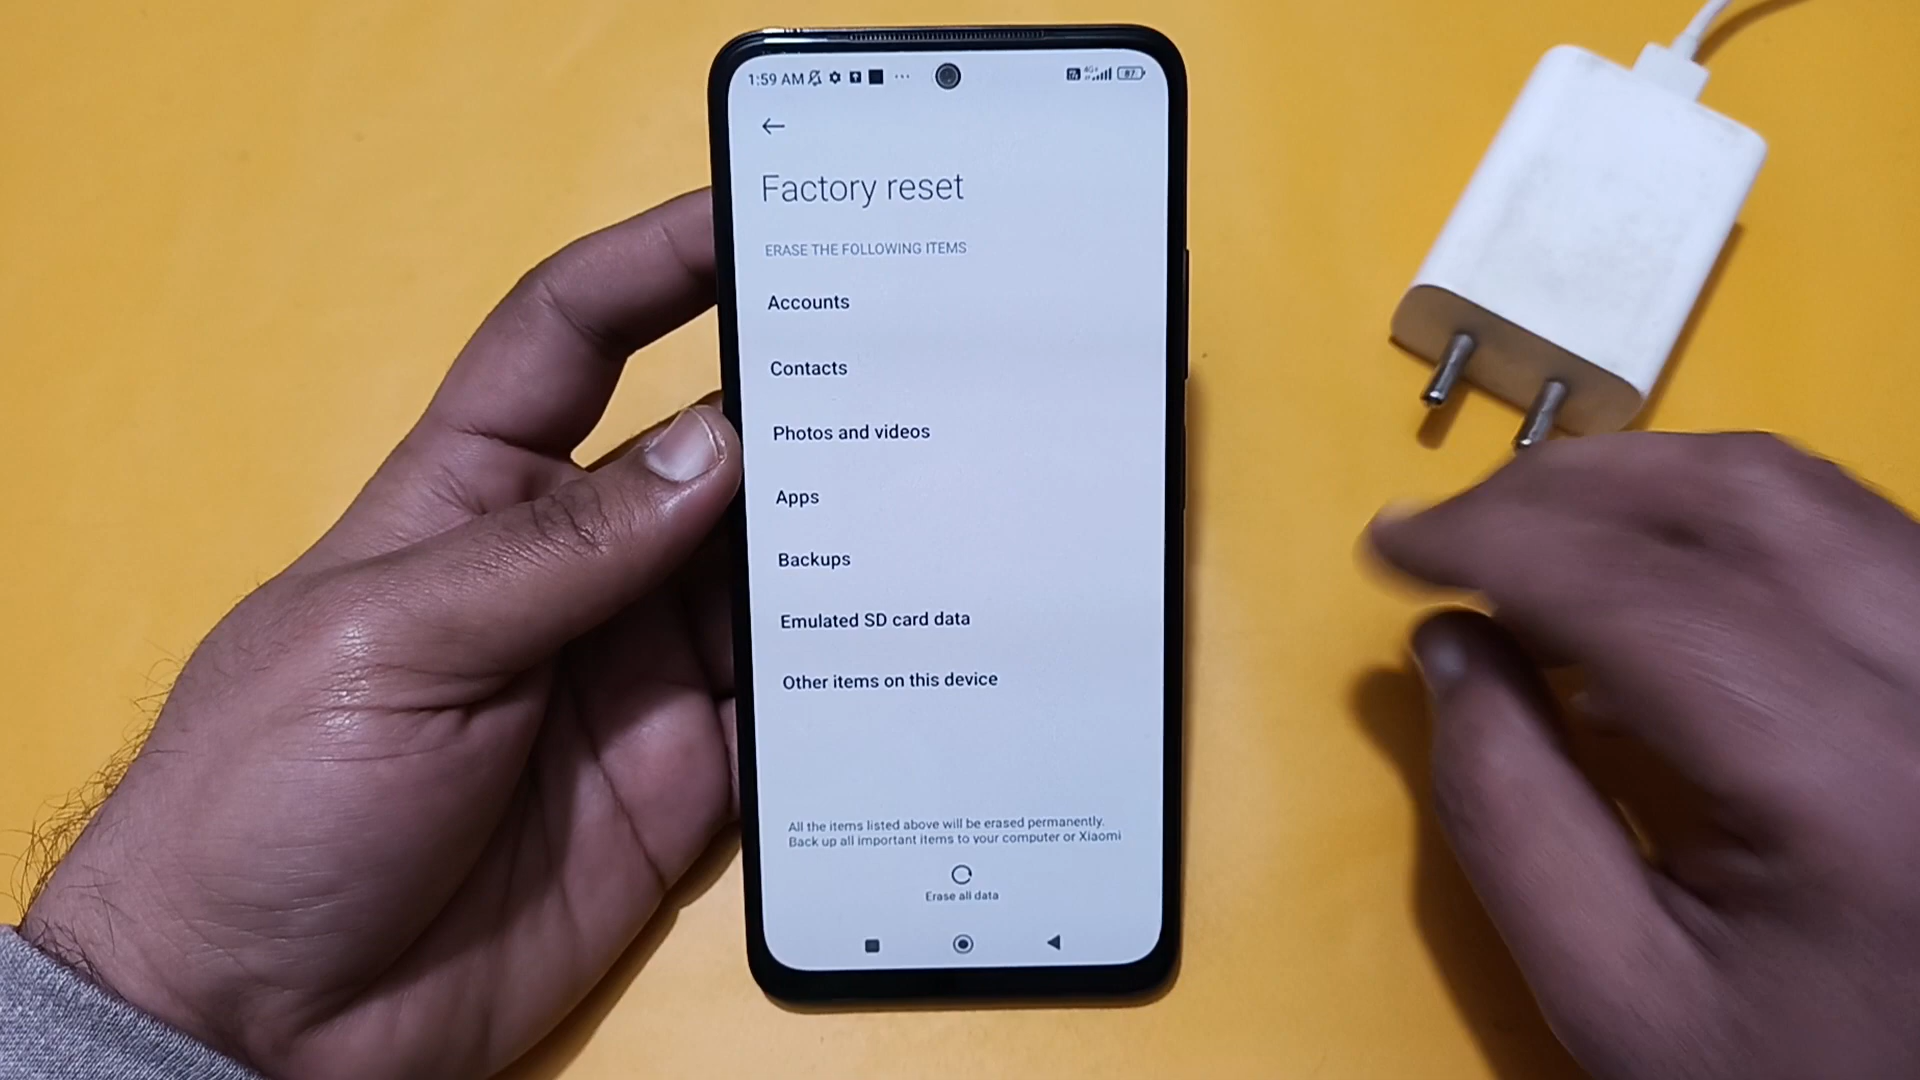 1:59 AM
4G+
87
Factory reset
ERASE THE FOLLOWING ITEMS
Accounts
Contacts
Photos and videos
Apps
Backups
Emulated SD card data
Other items on this device
All the items listed above will be erased permanently.
Back up all important items to your computer or Xiaomi
Erase all data